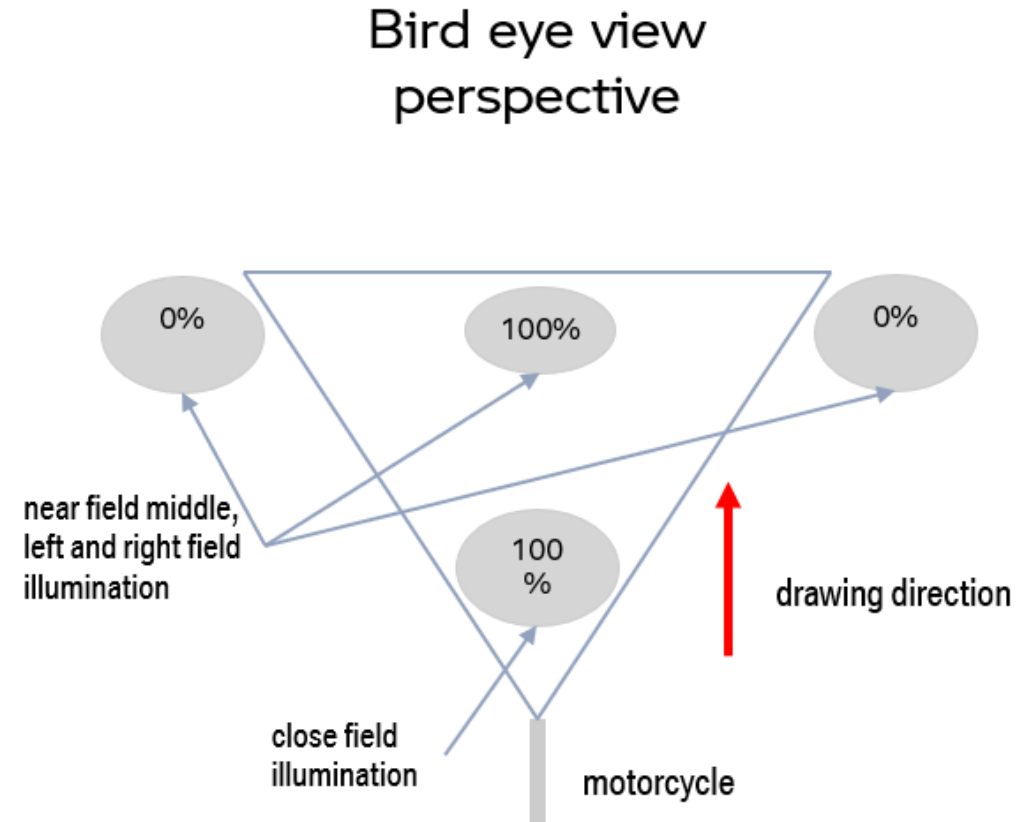 Bird eye view
perspective
0%
100%
0%
near field middle,
left and right field
illumination
100
%
drawing direction
close field
illumination
motorcycle